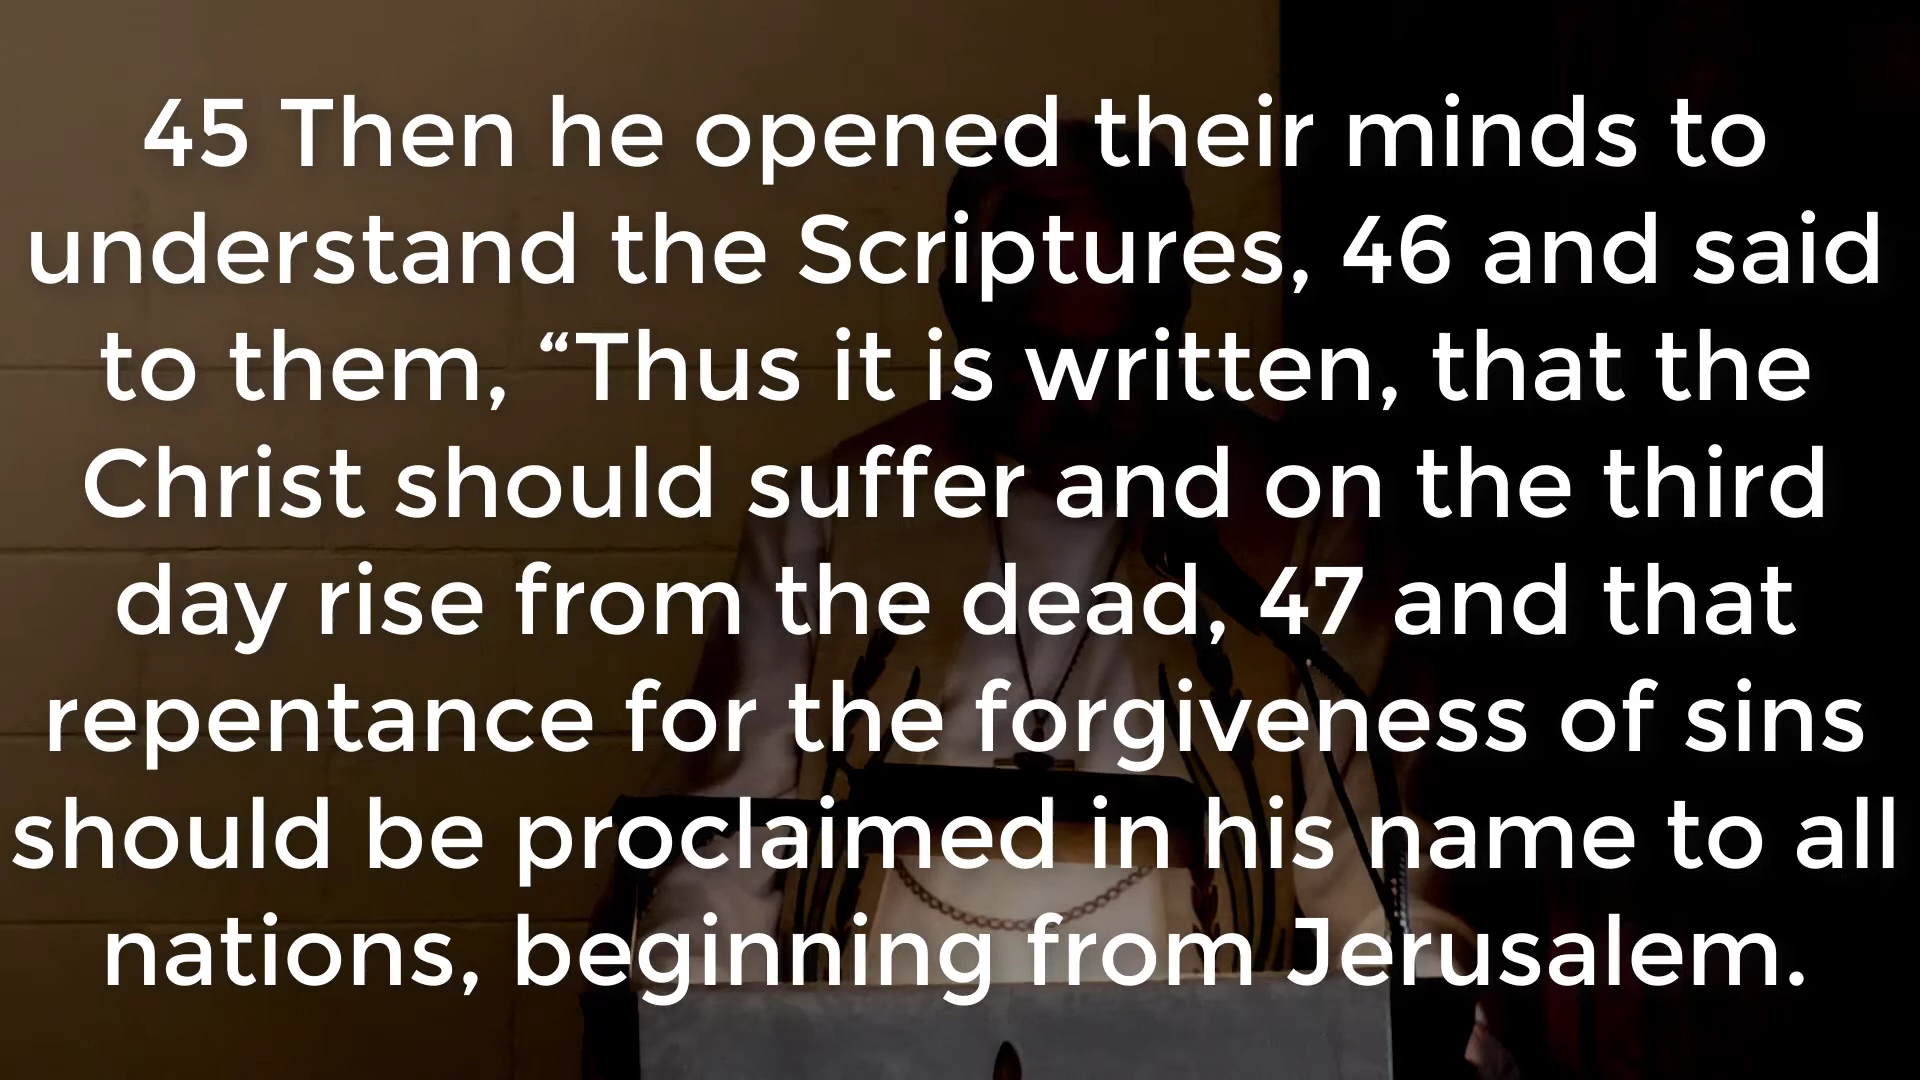 45 Then he opened their minds to
understand the Scriptures, 46 and said
to them, “Thus it is written, that the
Christ should suffer and on the third
day rise from the dead, 47 and that
repentance for the forgiveness of sins
should be proclaimed in his name to all
nations, beginning from Jerusalem.